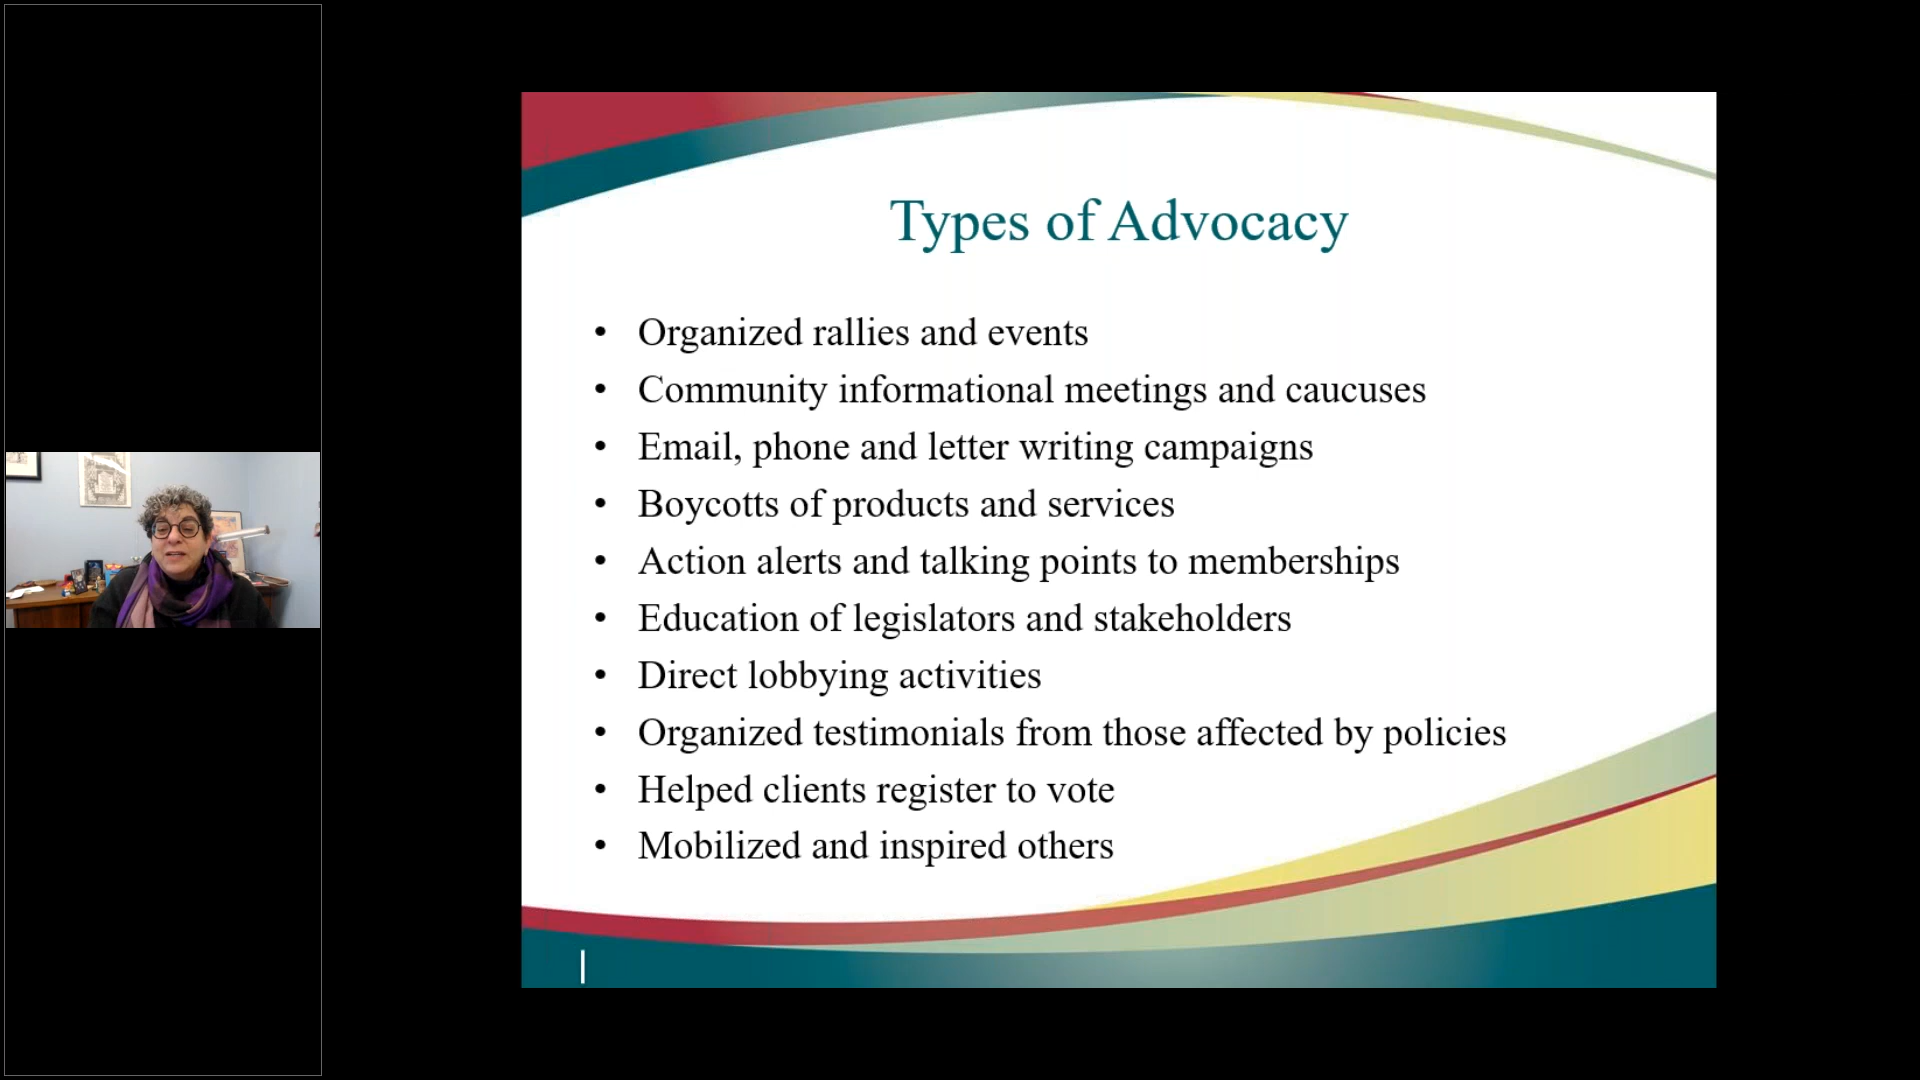 Types of Advocacy
• Organized rallies and events
• Community informational meetings and caucuses
• Email, phone and letter writing campaigns
• Boycotts of products and services
• Action alerts and talking points to memberships
• Education of legislators and stakeholders
• Direct lobbying activities
• Organized testimonials from those affected by policies
• Helped clients register to vote
• Mobilized and inspired others